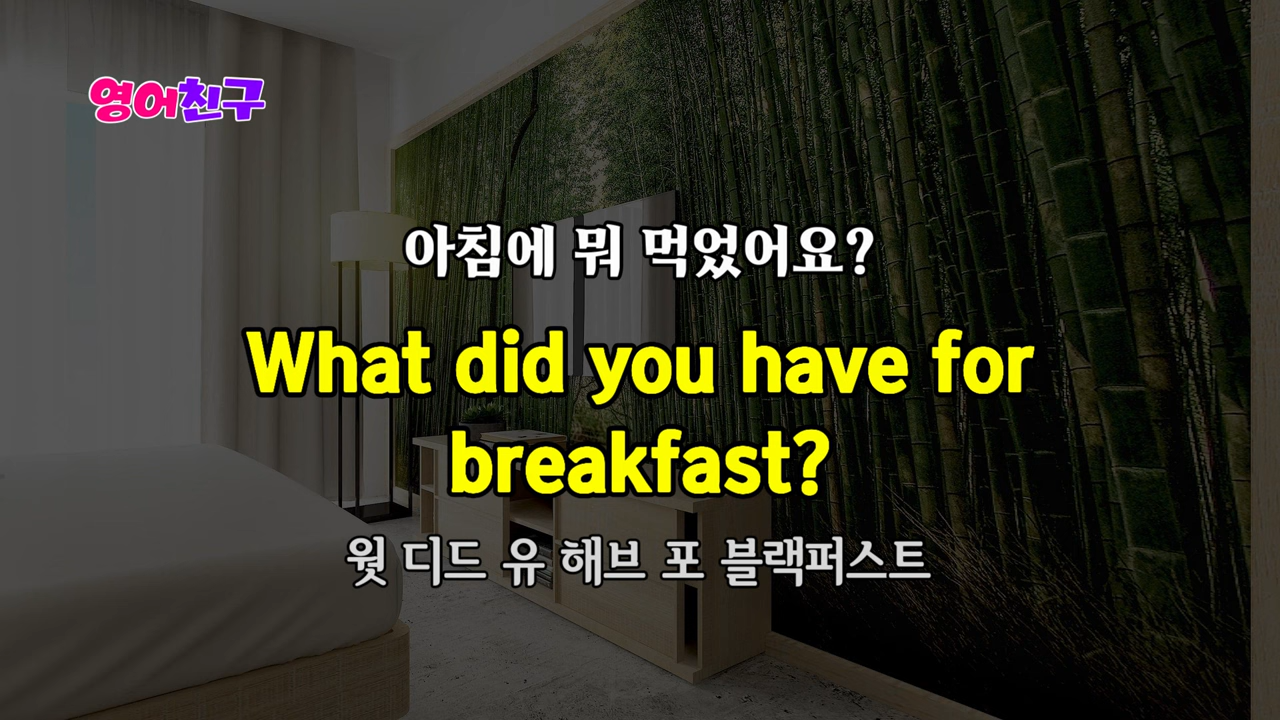 영어친구
아침에 뭐 먹었어요?
What did you have for
breakfast?
웟 디드 유 해브 포 블랙퍼스트